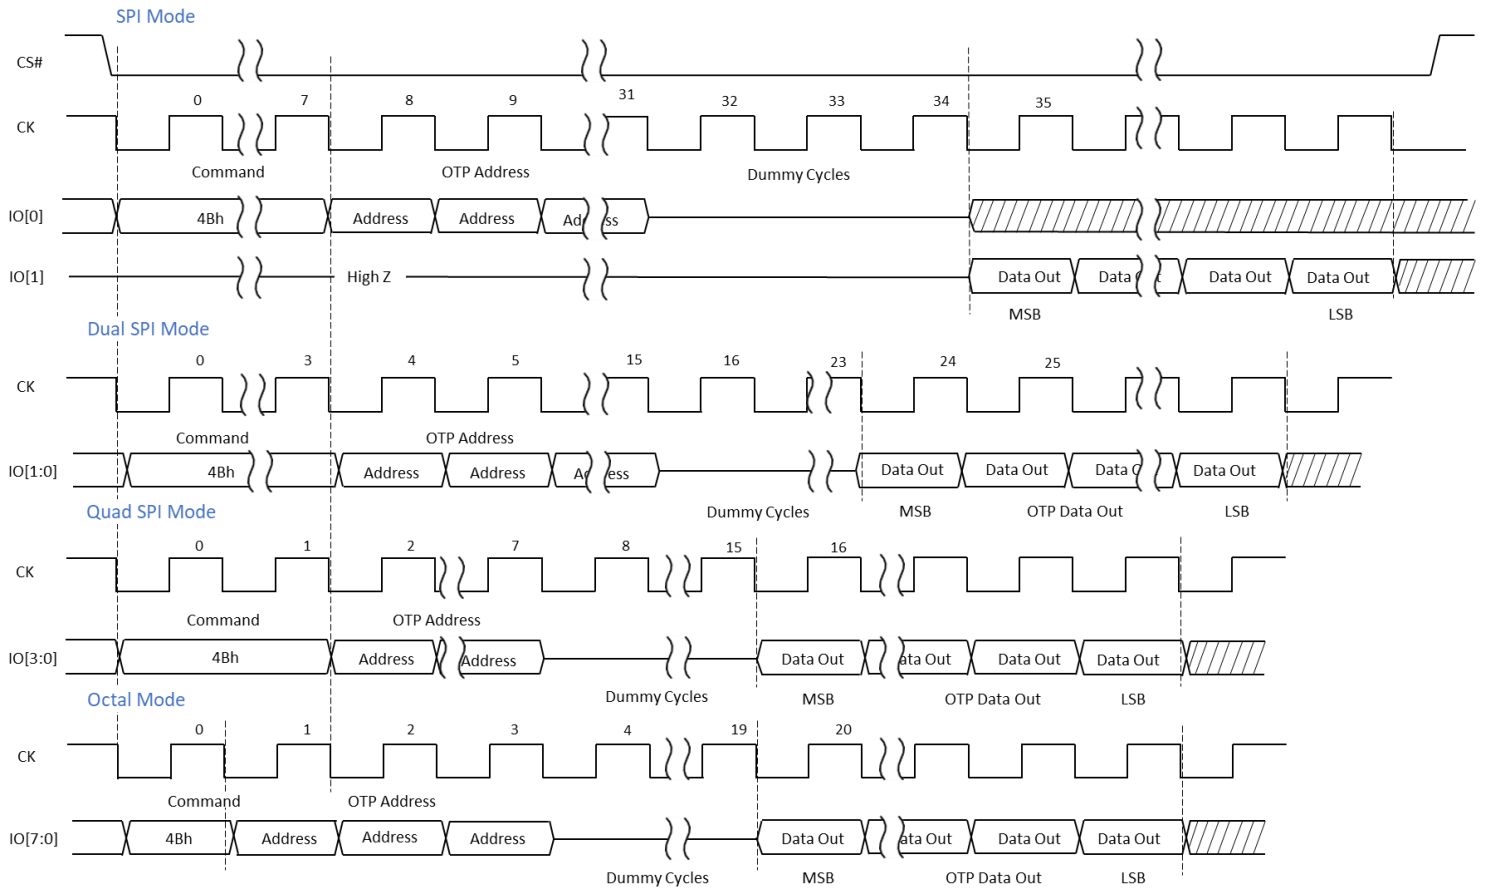 SPI Mode
CS#
0 7 8 9 31 32 33 34 35
CK
Command OTP Address Dummy Cycles
IO[0] 4Bh Address Address Ad ss
IO[1] High Z Data Out Data t Data Out Data Out
MSB LSB
Dual SPI Mode
0 3 4 5 15 16 23 24 25
CK
Command OTP Address
IO[1:0] 4Bh Address Address A ess Data Out Data Out Data Data Out
Dummy Cycles MSB OTP Data Out LSB
Quad SPI Mode
0 1 2 7 8 15 16
CK
Command OTP Address
IO[3:0] 4Bh Address Address Data Out ata Out Data Out Data Out
Dummy Cycles MSB OTP Data Out LSB
Octal Mode
0 1 2 3 4 19 20
CK
Command OTP Address
IO[7:0] 4Bh Address Address Address Data Out ata Out Data Out Data Out
Dummy Cycles MSB OTP Data Out LSB